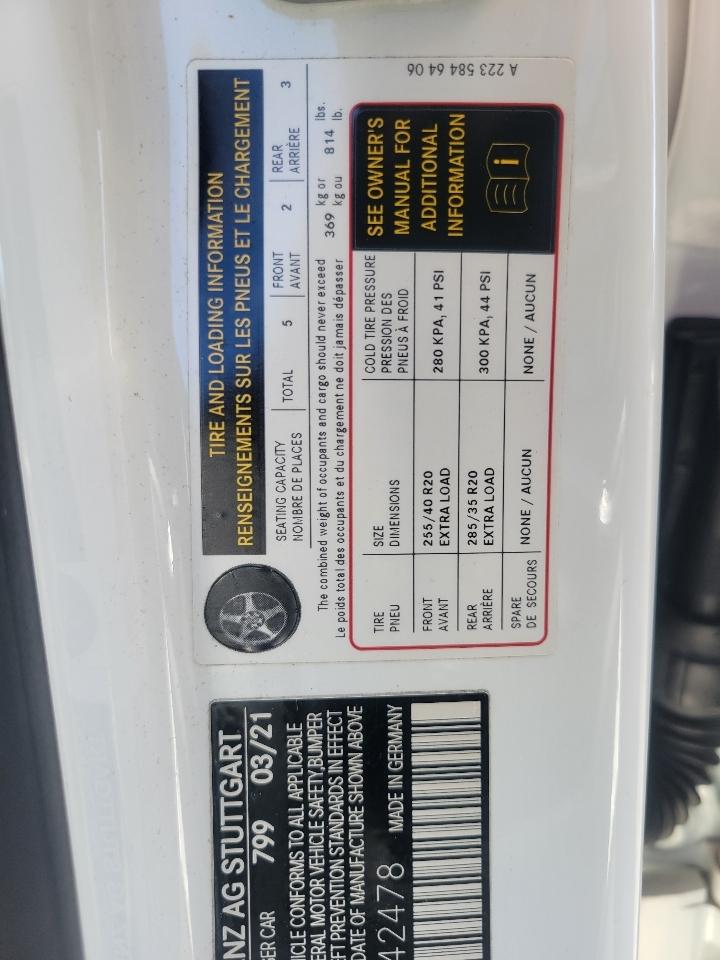 A 223 584 64 06
TIRE AND LOADING INFORMATION
RENSEIGNEMENTS SUR LES PNEUS ET LE CHARGEMENT
SEATING CAPACITY TOTAL 5 FRONT 2 REAR 3
NOMBRE DE PLACES AVANT ARRIÈRE
The combined weight of occupants and cargo should never exceed 369 kg or 814 lbs.
Le poids total des occupants et du chargement ne doit jamais dépasser kg ou lb.
TIRE SIZE COLD TIRE PRESSURE
PNEU DIMENSIONS PRESSION DES
PNEUS À FROID
FRONT 255/40 R20 280 KPA, 41 PSI
AVANT EXTRA LOAD
REAR 285/35 R20 300 KPA, 44 PSI
ARRIÈRE EXTRA LOAD
SPARE NONE / AUCUN NONE / AUCUN
DE SECOURS
SEE OWNER'S
MANUAL FOR
ADDITIONAL
INFORMATION
NZ AG STUTTGART
GER CAR 799 03/21
ICLE CONFORMS TO ALL APPLICABLE
ERAL MOTOR VEHICLE SAFETY,BUMPER
FT PREVENTION STANDARDS IN EFFECT
DATE OF MANUFACTURE SHOWN ABOVE
42478 MADE IN GERMANY